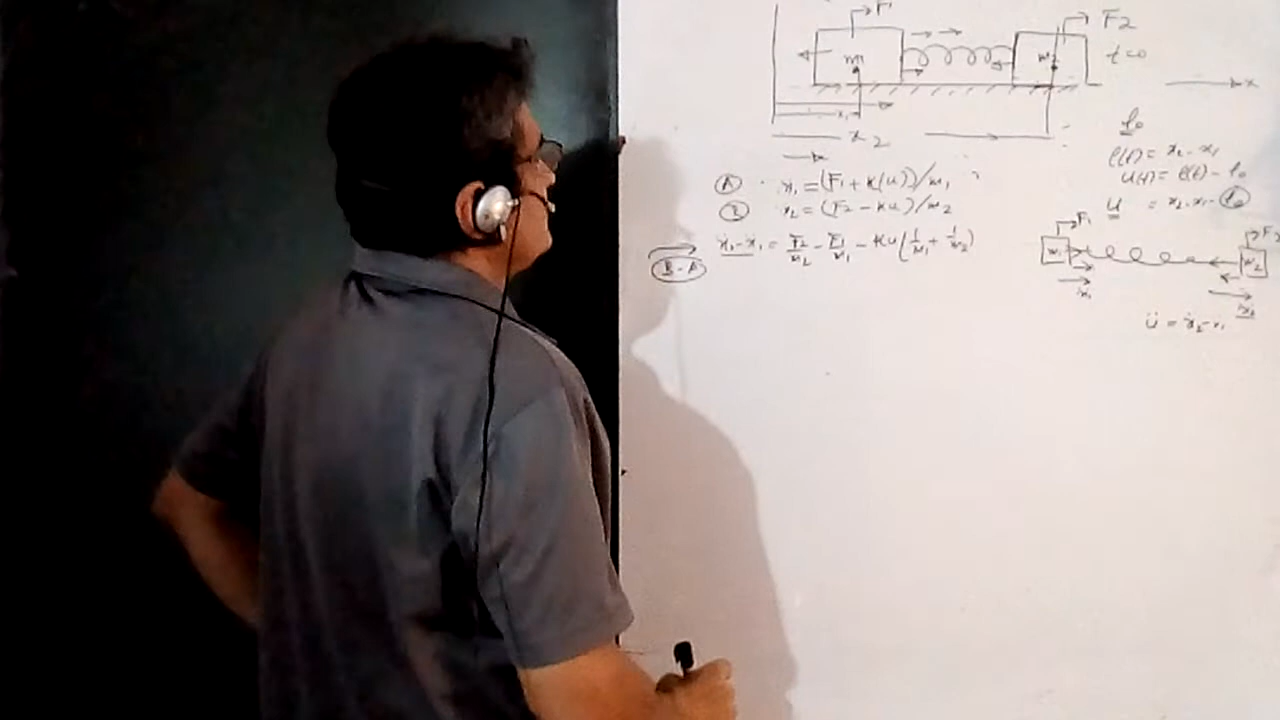 F1
F2
m1
m2
t=0
x
x1
x2
l0
l(t) = x2 - x1
u(t) = l(t) - l0
u = x2 - x1 - l0
A ẍ1 = (F1 + K(u))/m1
B ẍ2 = (F2 - Ku)/m2
B-A ẍ2 - ẍ1 = F2/m2 - F1/m1 - Ku(1/m1 + 1/m2)
F1
F2
m1
m2
ẍ1
ẍ2
ü = ẍ2 - ẍ1